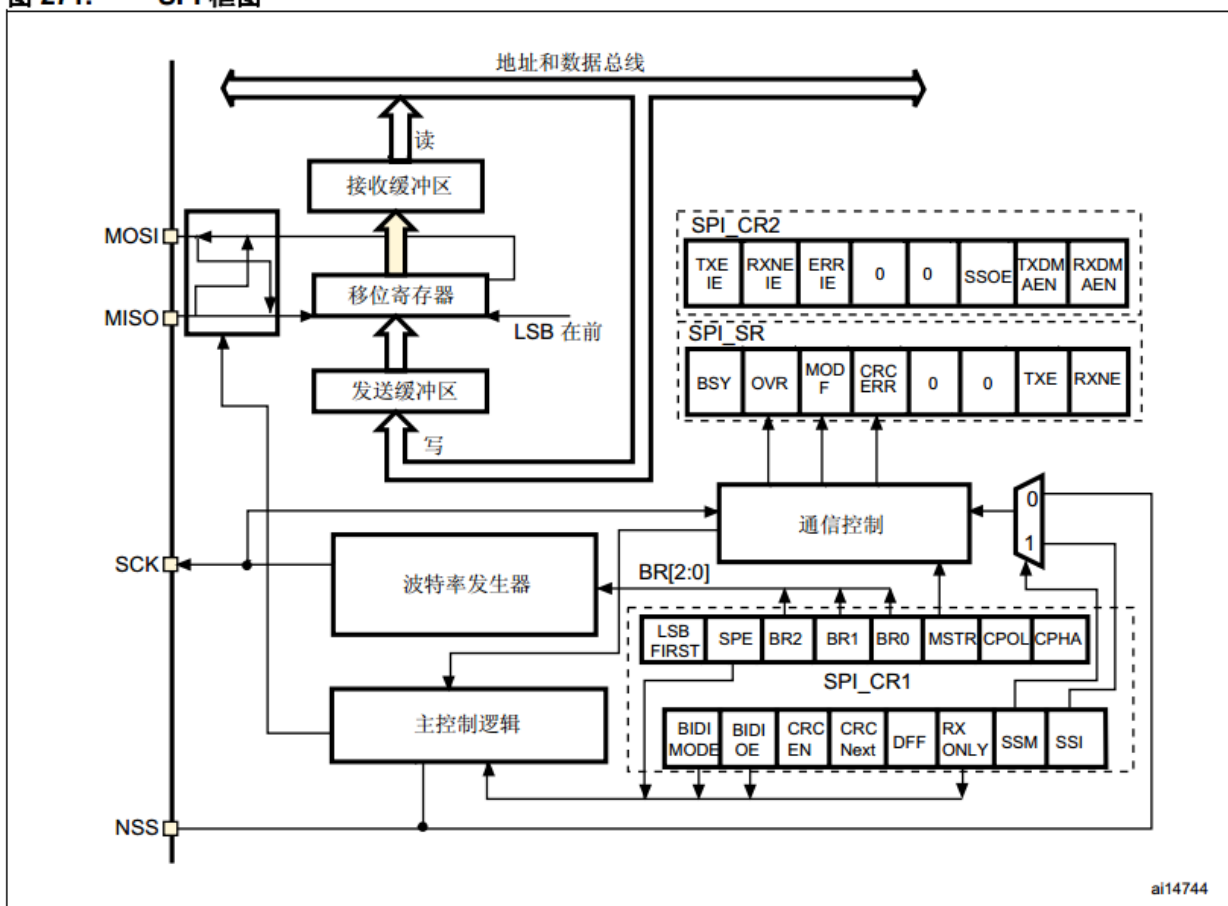 图 271. SPI 框图
地址和数据总线
读
接收缓冲区
MOSI
移位寄存器
MISO
LSB 在前
发送缓冲区
写
SPI_CR2
TXE IE
RXNE IE
ERR IE
0
0
SSOE
TXDM AEN
RXDM AEN
SPI_SR
BSY
OVR
MOD F
CRC ERR
0
0
TXE
RXNE
通信控制
0
1
SCK
波特率发生器
BR[2:0]
LSB FIRST
SPE
BR2
BR1
BR0
MSTR
CPOL
CPHA
SPI_CR1
主控制逻辑
BIDI MODE
BIDI OE
CRC EN
CRC Next
DFF
RX ONLY
SSM
SSI
NSS
ai14744